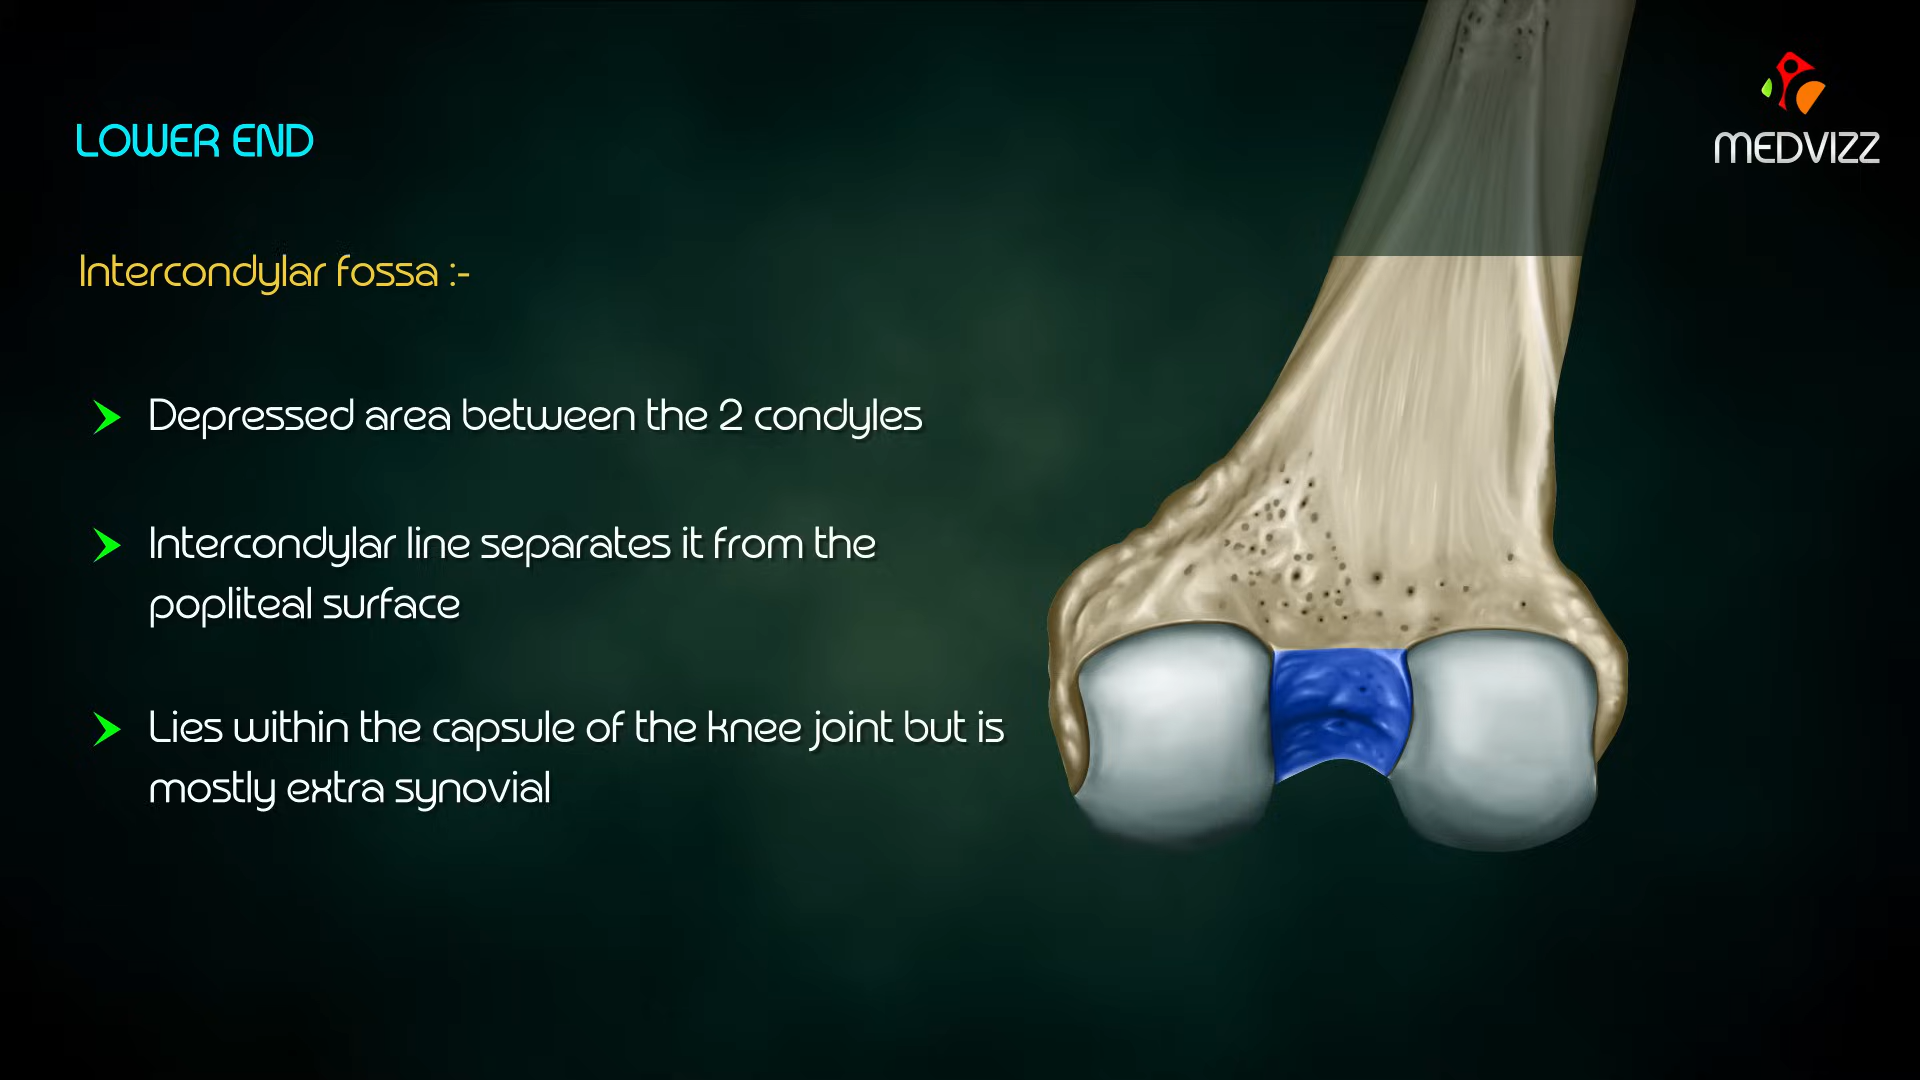 LOWER END
MEDVIZZ
Intercondylar fossa :-
Depressed area between the 2 condyles
Intercondylar line separates it from the
popliteal surface
Lies within the capsule of the knee joint but is
mostly extra synovial